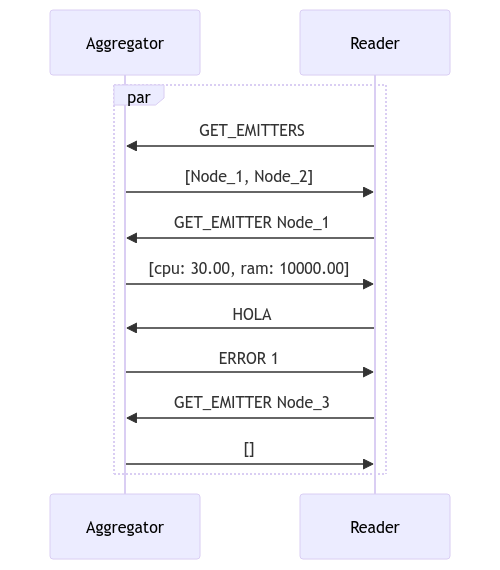 Aggregator
Reader
par
GET_EMITTERS
[Node_1, Node_2]
GET_EMITTER Node_1
[cpu: 30.00, ram: 10000.00]
HOLA
ERROR 1
GET_EMITTER Node_3
[]
Aggregator
Reader